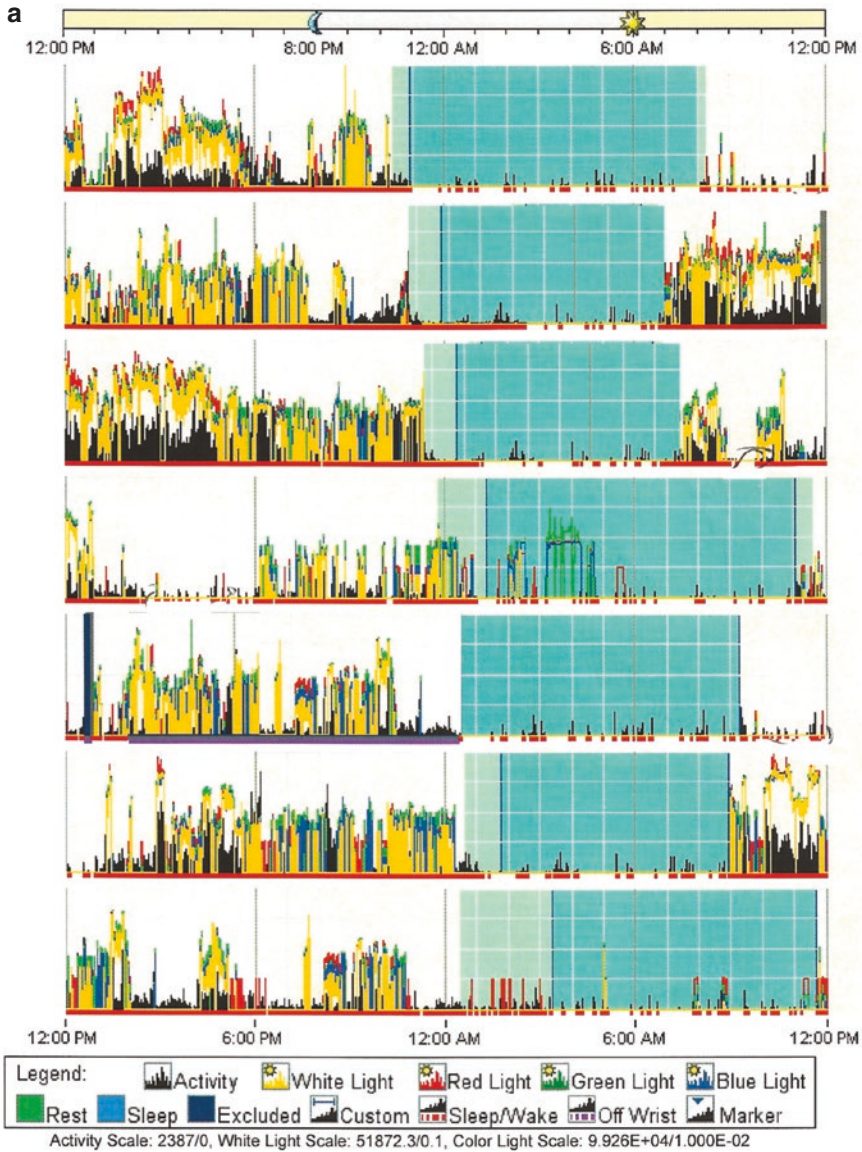 a
12:00 PM 8:00 PM 12:00 AM 6:00 AM 12:00 PM
12:00 PM 6:00 PM 12:00 AM 6:00 AM 12:00 PM
Legend: Activity White Light Red Light Green Light Blue Light
Rest Sleep Excluded Custom Sleep/Wake Off Wrist Marker
Activity Scale: 2387/0, White Light Scale: 51872.3/0.1, Color Light Scale: 9.926E+04/1.000E-02